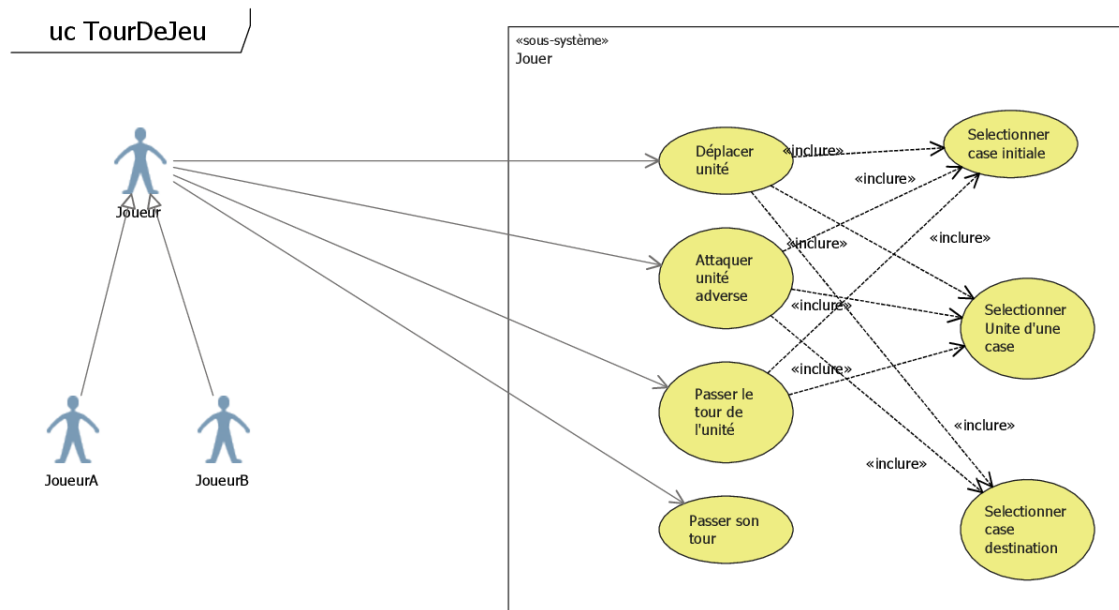 uc TourDeJeu
«sous-système»
Jouer
Joueur
JoueurA
JoueurB
Déplacer
unité
Attaquer
unité
adverse
Passer le
tour de
l'unité
Passer son
tour
«inclure»
«inclure»
«inclure»
«inclure»
«inclure»
«inclure»
«inclure»
«inclure»
Selectionner
case initiale
Selectionner
Unite d'une
case
Selectionner
case
destination